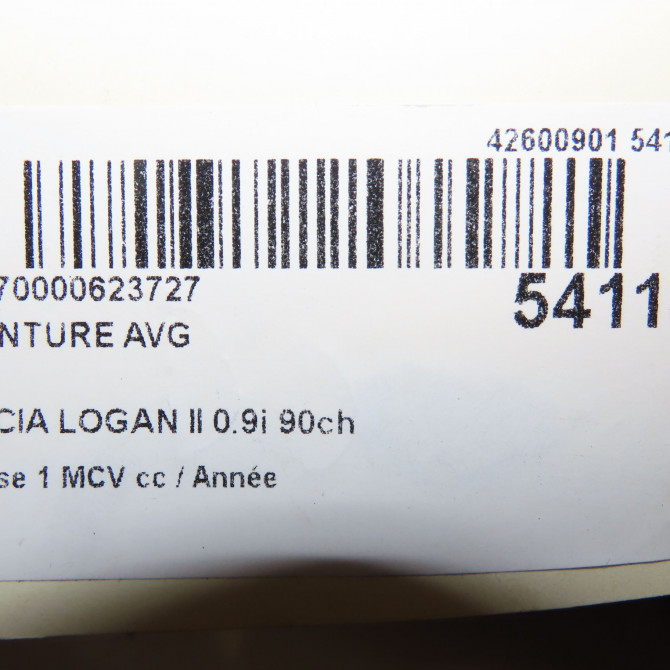 42600901 541
70000623727
5411
NTURE AVG
CIA LOGAN II 0.9i 90ch
se 1 MCV cc / Année